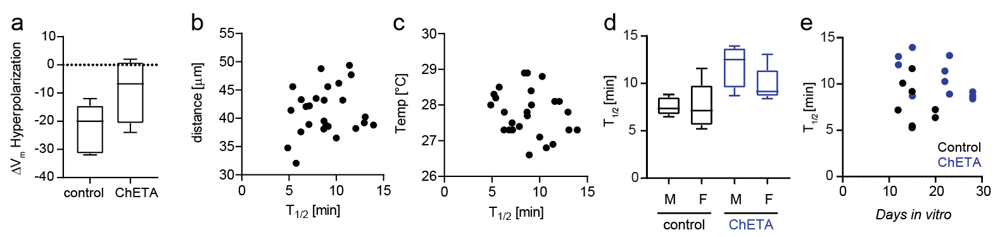 a
10
0
-10
-20
-30
-40
ΔVm Hyperpolarization
control ChETA
b
55
50
45
40
35
30
distance [μm]
0 5 10 15
T1/2 [min]
c
30
29
28
27
26
Temp [°C]
0 5 10 15
T1/2 [min]
d
15
10
5
0
T1/2 [min]
M F M F
control ChETA
e
15
10
5
0
T1/2 [min]
Control
ChETA
0 10 20 30
Days in vitro